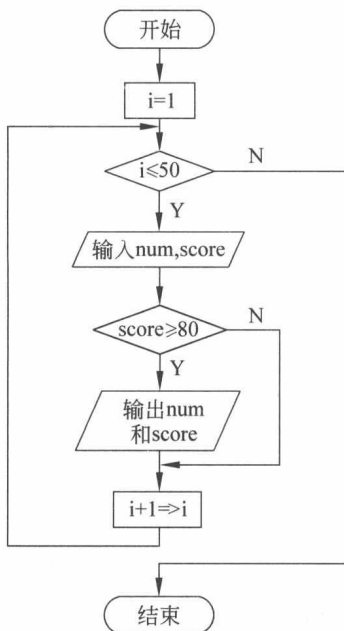 开始
i=1
i≤50
N
Y
输入num,score
score≥80
N
Y
输出num
和score
i+1=>i
结束